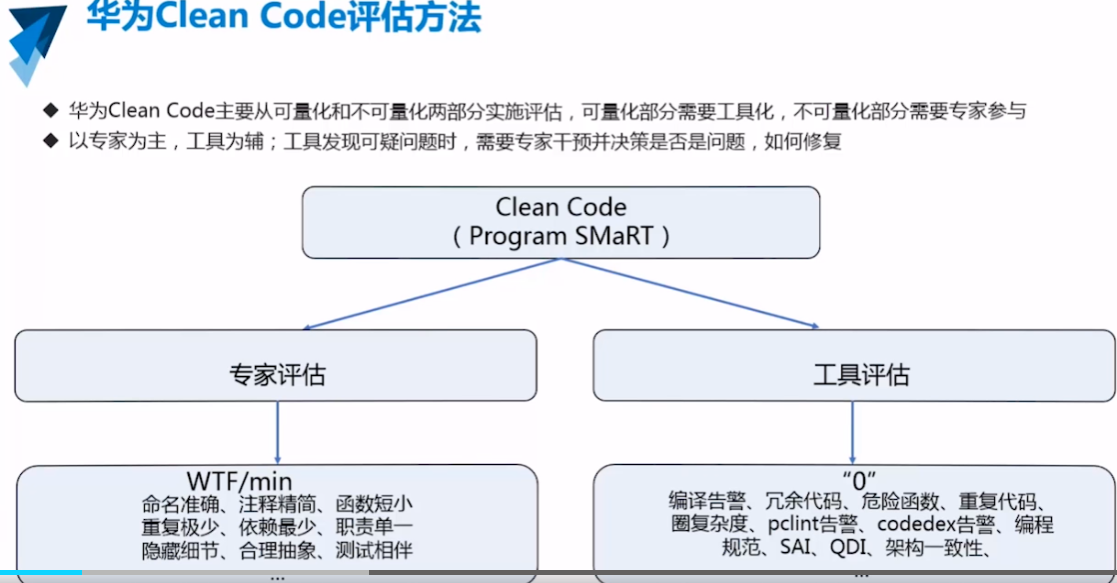 华为Clean Code评估方法
◆ 华为Clean Code主要从可量化和不可量化两部分实施评估，可量化部分需要工具化，不可量化部分需要专家参与
◆ 以专家为主，工具为辅；工具发现可疑问题时，需要专家干预并决策是否是问题，如何修复
Clean Code
（Program SMaRT）
专家评估
工具评估
WTF/min
命名准确、注释精简、函数短小
重复极少、依赖最少、职责单一
隐藏细节、合理抽象、测试相伴
...
“0”
编译告警、冗余代码、危险函数、重复代码、
圈复杂度、pclint告警、codedex告警、编程
规范、SAI、QDI、架构一致性、
...